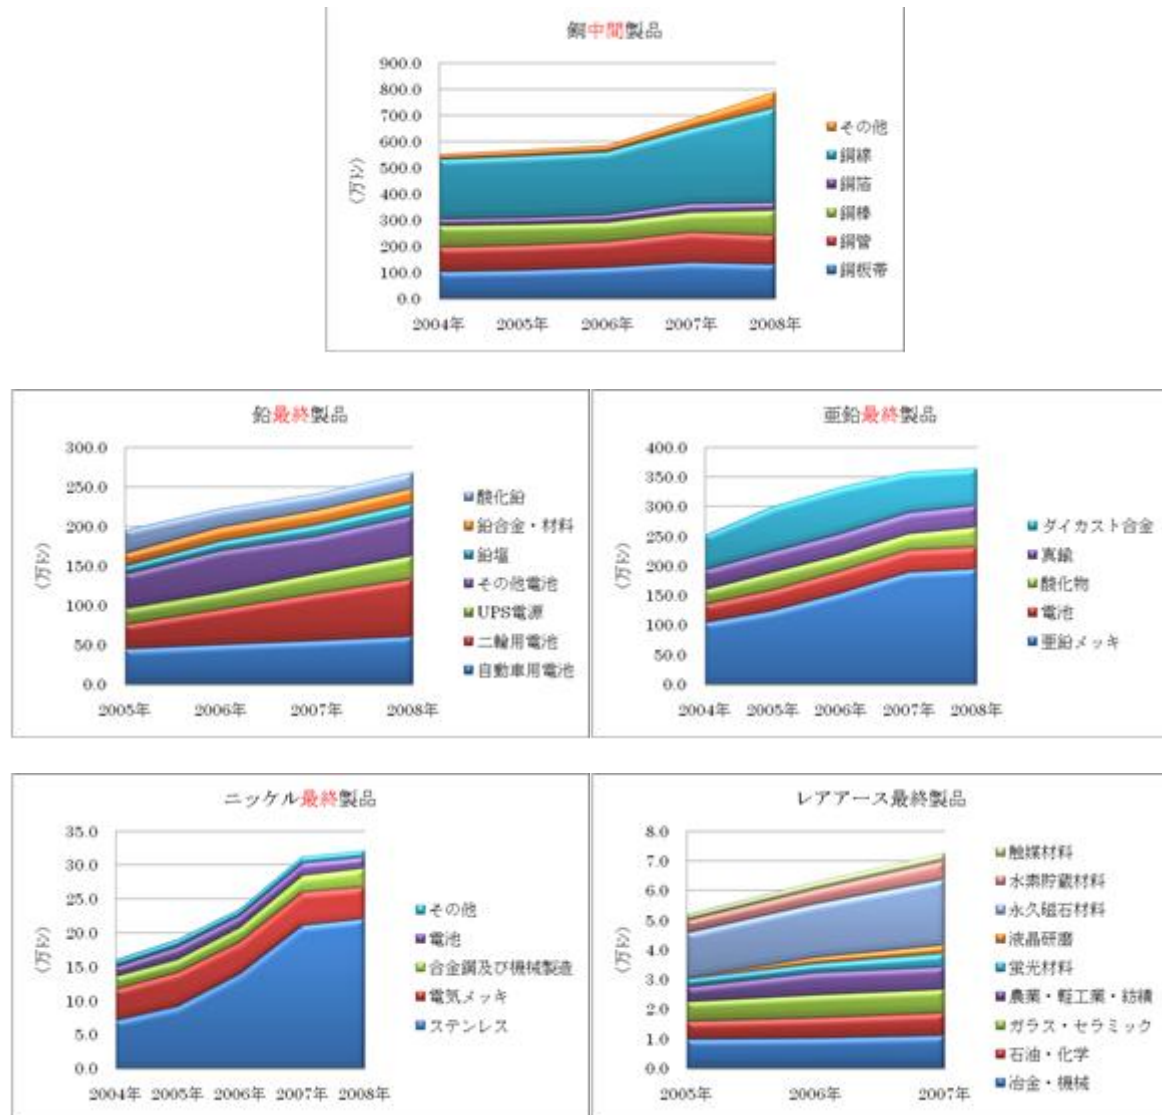 銅中間製品
900.0
800.0
700.0
600.0
500.0
400.0
300.0
200.0
100.0
0.0
(万トン)
2004年 2005年 2006年 2007年 2008年
その他
銅線
銅箔
銅棒
銅管
銅板帯
鉛最終製品
300.0
250.0
200.0
150.0
100.0
50.0
0.0
(万トン)
2005年 2006年 2007年 2008年
酸化鉛
鉛合金・材料
鉛塩
その他電池
UPS電源
二輪用電池
自動車用電池
亜鉛最終製品
400.0
350.0
300.0
250.0
200.0
150.0
100.0
50.0
0.0
(万トン)
2004年 2005年 2006年 2007年 2008年
ダイカスト合金
真鍮
酸化物
電池
亜鉛メッキ
ニッケル最終製品
35.0
30.0
25.0
20.0
15.0
10.0
5.0
0.0
(万トン)
2004年 2005年 2006年 2007年 2008年
その他
電池
合金鋼及び機械製造
電気メッキ
ステンレス
レアアース最終製品
8.0
7.0
6.0
5.0
4.0
3.0
2.0
1.0
0.0
(万トン)
2005年 2006年 2007年
触媒材料
水素貯蔵材料
永久磁石材料
液晶研磨
蛍光材料
農業・軽工業・紡績
ガラス・セラミック
石油・化学
冶金・機械